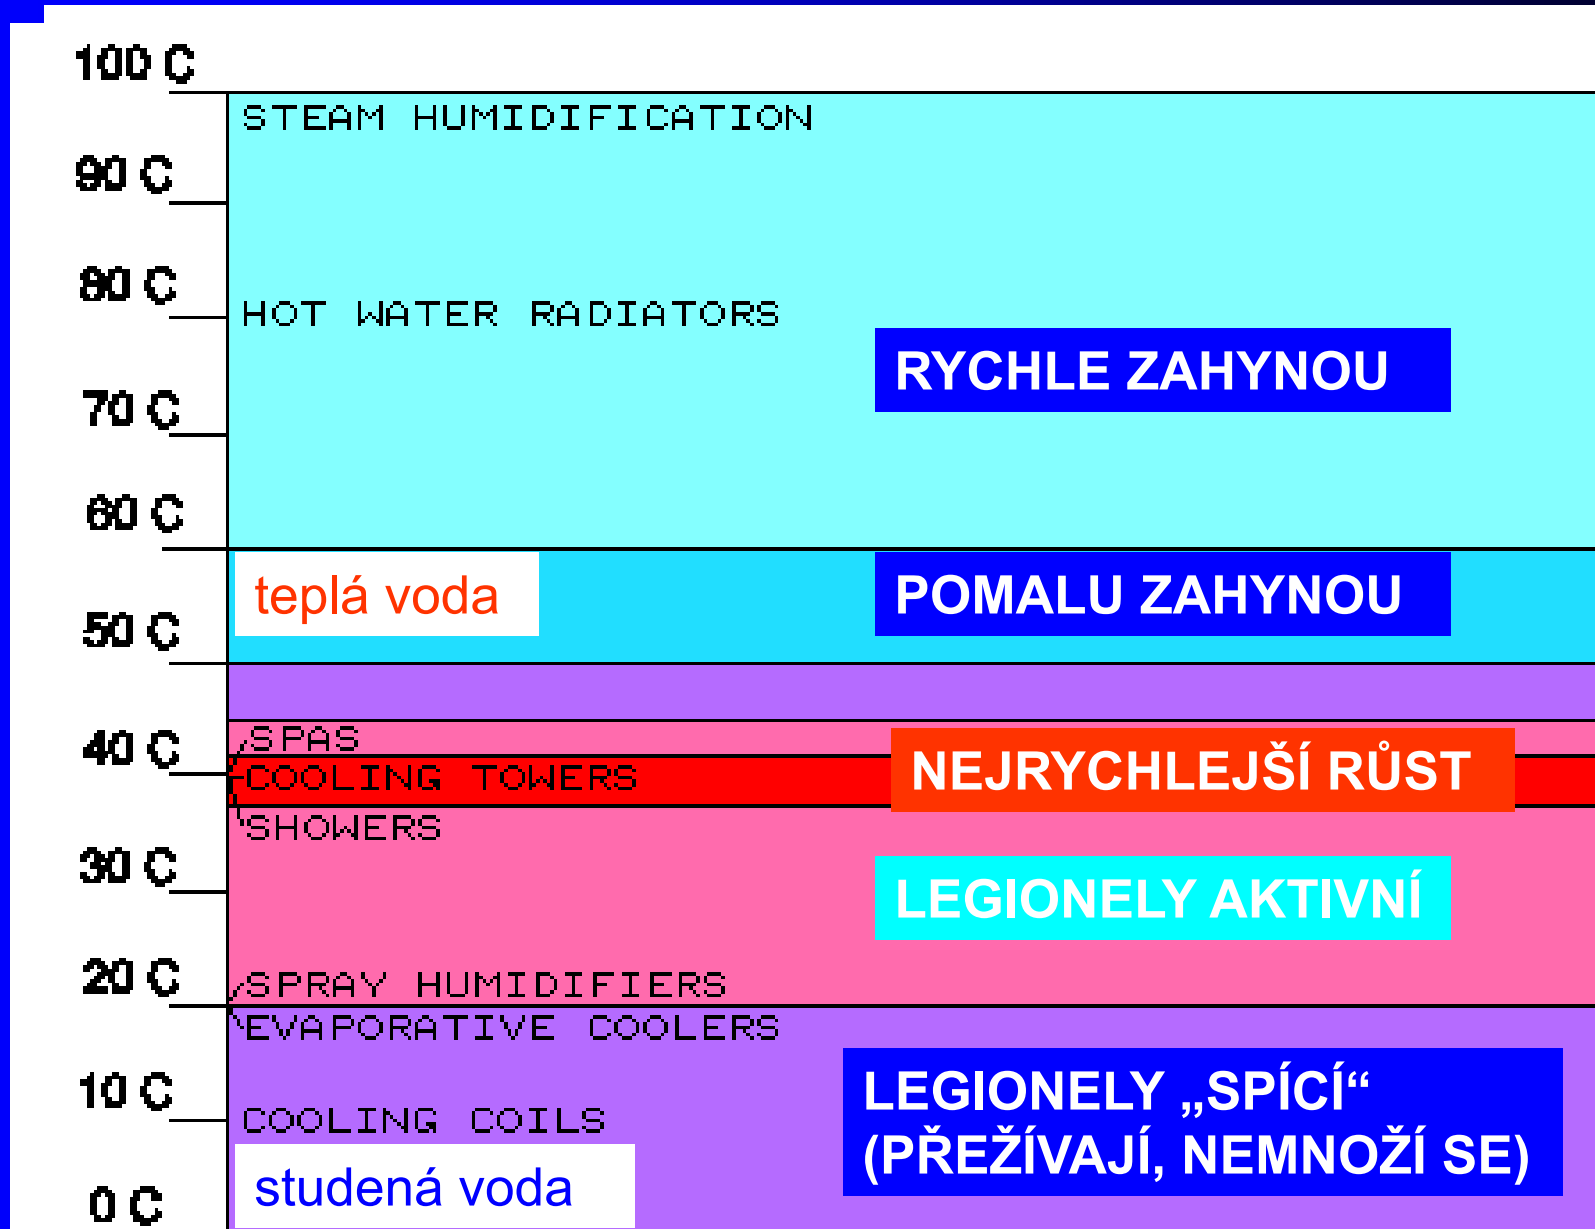 100 C
STEAM HUMIDIFICATION
90 C
80 C
HOT WATER RADIATORS
RYCHLE ZAHYNOU
70 C
60 C
teplá voda
POMALU ZAHYNOU
50 C
SPAS
40 C
NEJRYCHLEJŠÍ RŮST
COOLING TOWERS
SHOWERS
30 C
LEGIONELY AKTIVNÍ
20 C
SPRAY HUMIDIFIERS
EVAPORATIVE COOLERS
10 C
LEGIONELY „SPÍCÍ“
COOLING COILS
(PŘEŽÍVAJÍ, NEMNOŽÍ SE)
studená voda
0 C